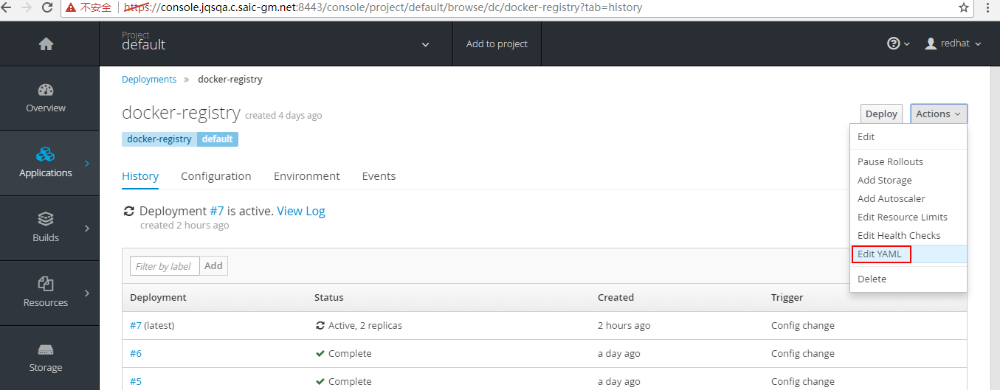 不安全 https://console.jqsqa.c.saic-gm.net:8443/console/project/default/browse/dc/docker-registry?tab=history
Project
default
Add to project
redhat
Overview
Applications
Builds
Resources
Storage
Deployments » docker-registry
docker-registry created 4 days ago
docker-registry default
Deploy
Actions
Edit
Pause Rollouts
Add Storage
Add Autoscaler
Edit Resource Limits
Edit Health Checks
Edit YAML
Delete
History Configuration Environment Events
Deployment #7 is active. View Log
created 2 hours ago
Filter by label Add
Deployment Status Created Trigger
#7 (latest) Active, 2 replicas 2 hours ago Config change
#6 Complete a day ago Config change
#5 Complete a day ago Config change